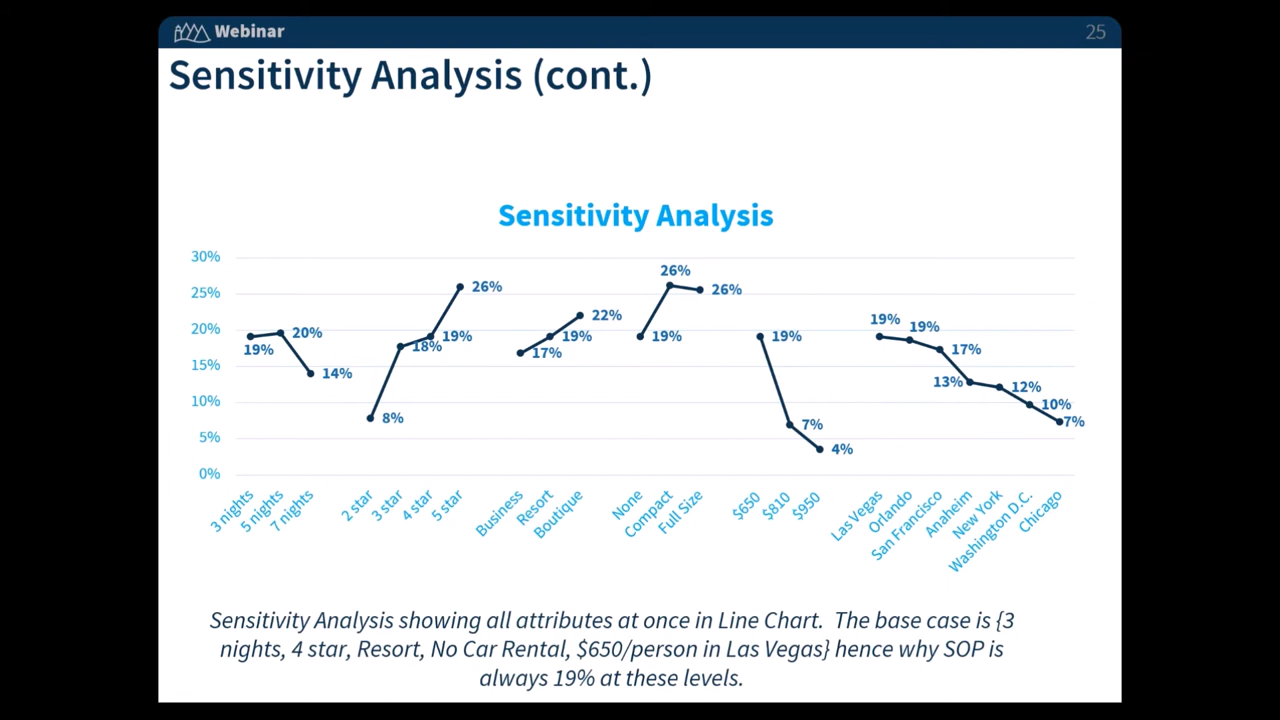 Webinar
25
Sensitivity Analysis (cont.)
Sensitivity Analysis
30%
25%
20%
15%
10%
5%
0%
19%
20%
14%
8%
18%
19%
26%
17%
19%
22%
19%
26%
26%
19%
7%
4%
19%
19%
17%
13%
12%
10%
7%
3 nights
5 nights
7 nights
2 star
3 star
4 star
5 star
Business
Resort
Boutique
None
Compact
Full Size
$650
$810
$950
Las Vegas
Orlando
San Francisco
Anaheim
New York
Washington D.C.
Chicago
Sensitivity Analysis showing all attributes at once in Line Chart.  The base case is {3
nights, 4 star, Resort, No Car Rental, $650/person in Las Vegas} hence why SOP is
always 19% at these levels.